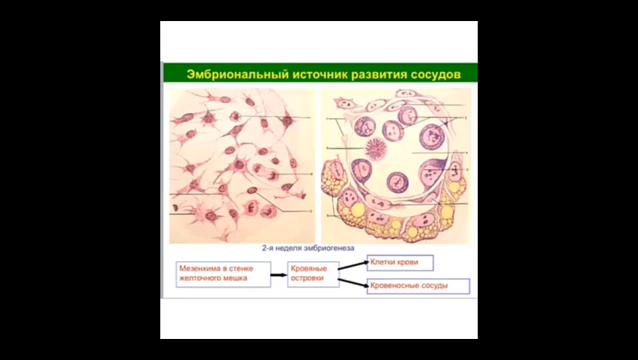 Эмбриональный источник развития сосудов
2-я неделя эмбриогенеза
Мезенхима в стенке
желточного мешка
Кровяные
островки
Клетки крови
Кровеносные сосуды